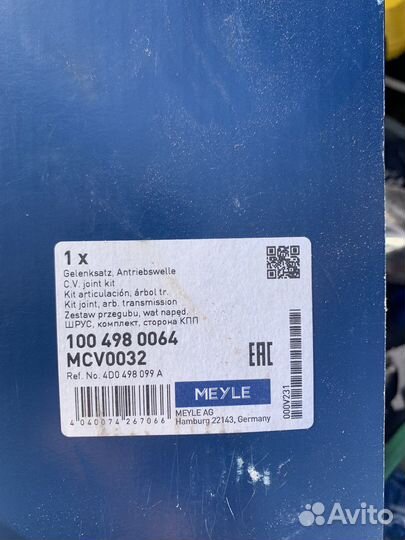 1 x
Gelenksatz, Antriebswelle
C.V. joint kit
Kit articulación, árbol tr.
Kit joint, arb. transmission
Zestaw przegubu, wał napęd.
ШРУС, комплект, сторона КПП
100 498 0064
MCV0032
Ref. No. 4D0 498 099 A
EAC
MEYLE
MEYLE AG
Hamburg 22143, Germany
4 040074 267066
000V231
Avito